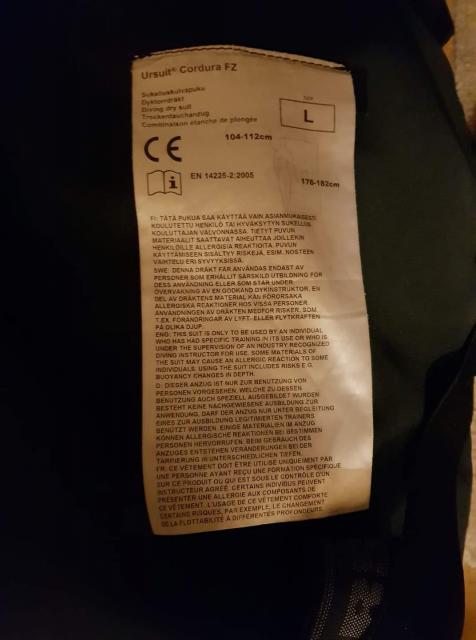 Ursuit® Cordura FZ
Sukelluskuivapuku
Dyktorrdräkt
Diving dry suit
Trockentauchanzug
Combinaison étanche de plongée
L
104-112cm
CE
i
EN 14225-2:2005
176-182cm
FI: TÄTÄ PUKUA SAA KÄYTTÄÄ VAIN ASIANMUKAISESTI
KOULUTETTU HENKILÖ TAI HYVÄKSYTYN SUKELLUS
KOULUTTAJAN VALVONNASSA. TIETYT PUVUN
MATERIAALIT SAATTAVAT AIHEUTTAA JOILLEKIN
HENKILÖILLE ALLERGISIA REAKTIOITA. PUVUN
KÄYTTÄMISEEN SISÄLTYY RISKEJÄ, ESIM. NOSTEEN
VAIHTELU ERI SYVYYKSISSÄ.
SWE: DENNA DRÄKT FÅR ANVÄNDAS ENDAST AV
PERSONER SOM ERHÅLLIT SÄRSKILD UTBILDNING FÖR
DESS ANVÄNDNING ELLER SOM STÅR UNDER
ÖVERVAKNING AV EN GODKÄND DYKINSTRUKTÖR. EN
DEL AV DRÄKTENS MATERIAL KAN FÖRORSAKA
ALLERGISKA REAKTIONER HOS VISSA PERSONER.
ANVÄNDNINGEN AV DRÄKTEN MEDFÖR RISKER, SOM
T.EX. FÖRÄNDRINGAR AV LYFT- ELLER FLYTKRAFTEN
PÅ OLIKA DJUP.
ENG: THIS SUIT IS ONLY TO BE USED BY AN INDIVIDUAL
WHO HAS HAD SPECIFIC TRAINING IN ITS USE OR WHO IS
UNDER THE SUPERVISION OF AN INDUSTRY RECOGNIZED
DIVING INSTRUCTOR FOR USE. SOME MATERIALS OF
THE SUIT MAY CAUSE AN ALLERGIC REACTION TO SOME
INDIVIDUALS. USING THE SUIT INCLUDES RISKS E.G.
BUOYANCY CHANGES IN DEPTH.
D: DIESER ANZUG IST NUR ZUR BENUTZUNG VON
PERSONEN VORGESEHEN, WELCHE ZU DESSEN
BENUTZUNG AUCH SPEZIELL AUSGEBILDET WURDEN
BESTEHT KEINE NACHGEWIESENE AUSBILDUNG ZUR
ANWENDUNG, DARF DER ANZUG NUR UNTER BEGLEITUNG
EINES ZUR AUSBILDUNG LEGITIMIERTEN TRAINERS
BENUTZT WERDEN. EINIGE MATERIALIEN IM ANZUG
KÖNNEN ALLERGISCHE REAKTIONEN BEI BESTIMMEN
PERSONEN HERVORRUFEN. BEIM GEBRAUCH DES
ANZUGES ENTSTEHEN VERÄNDERUNGEN BEI DER
TARRIERUNG IN UNTERSCHIEDLICHEN TIEFEN.
FR: CE VÊTEMENT DOIT ÊTRE UTILISÉ UNIQUEMENT PAR
UNE PERSONNE AYANT REÇU UNE FORMATION SPÉCIFIQUE
SUR CE PRODUIT OU QUI EST SOUS LE CONTRÔLE D'UN
INSTRUCTEUR AGRÉÉ. CERTAINS INDIVIDUS PEUVENT
PRÉSENTER UNE ALLERGIE AUX COMPOSANTS DE
CE VÊTEMENT. L'USAGE DE CE VÊTEMENT COMPORTE
CERTAINS RISQUES, PAR EXEMPLE, LE CHANGEMENT
DE LA FLOTTABILITÉ À DIFFÉRENTES PROFONDEURS.